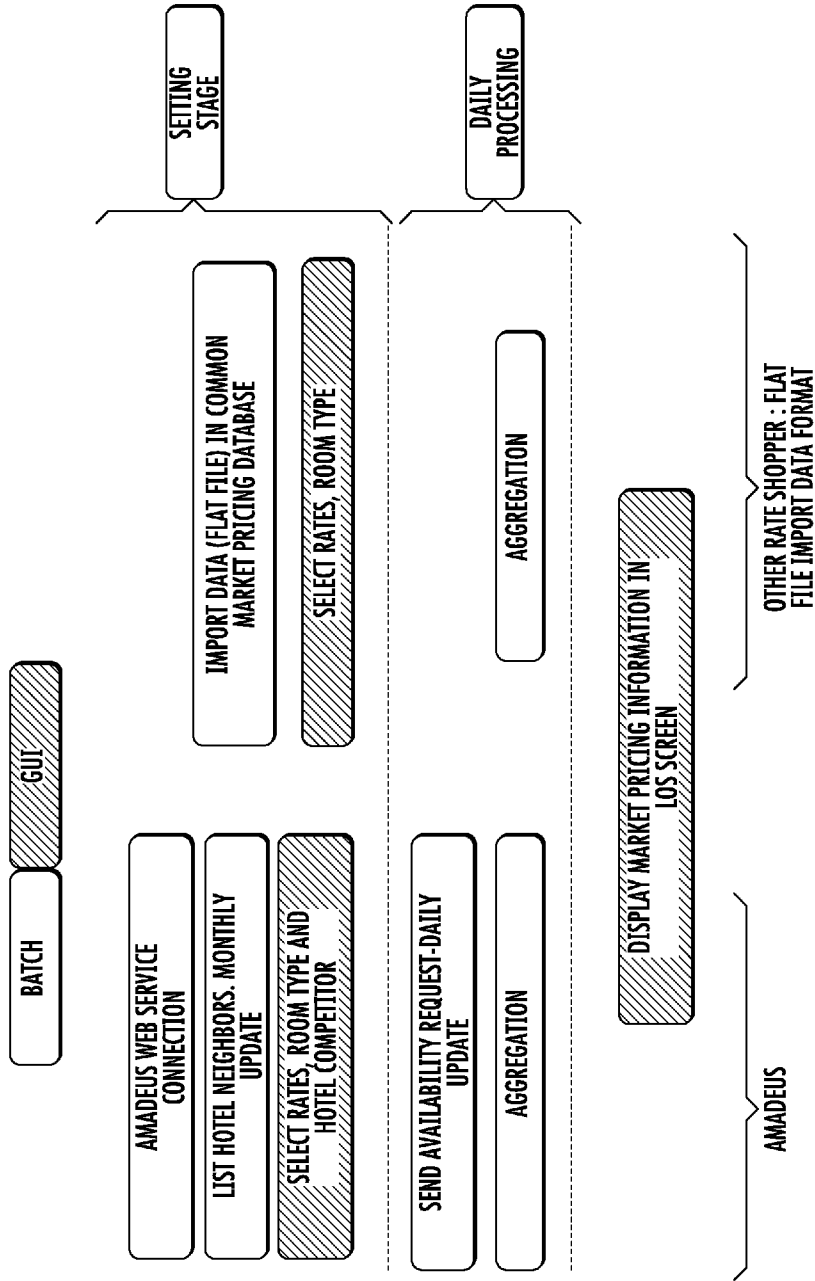 BATCH
GUI
AMADEUS WEB SERVICE
CONNECTION
LIST HOTEL NEIGHBORS. MONTHLY
UPDATE
SELECT RATES, ROOM TYPE AND
HOTEL COMPETITOR
IMPORT DATA (FLAT FILE) IN COMMON
MARKET PRICING DATABASE
SELECT RATES, ROOM TYPE
SETTING
STAGE
SEND AVAILABILITY REQUEST-DAILY
UPDATE
AGGREGATION
AGGREGATION
DAILY
PROCESSING
DISPLAY MARKET PRICING INFORMATION IN
LOS SCREEN
AMADEUS
OTHER RATE SHOPPER : FLAT
FILE IMPORT DATA FORMAT